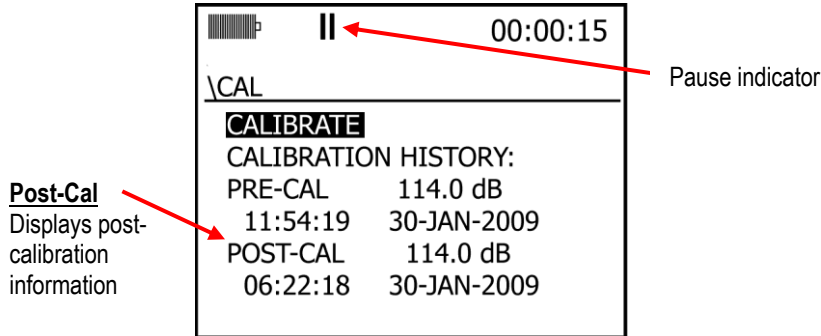 00:00:15
Pause indicator
\CAL
CALIBRATE
CALIBRATION HISTORY:
PRE-CAL 114.0 dB
11:54:19 30-JAN-2009
POST-CAL 114.0 dB
06:22:18 30-JAN-2009
Post-Cal
Displays post-
calibration
information